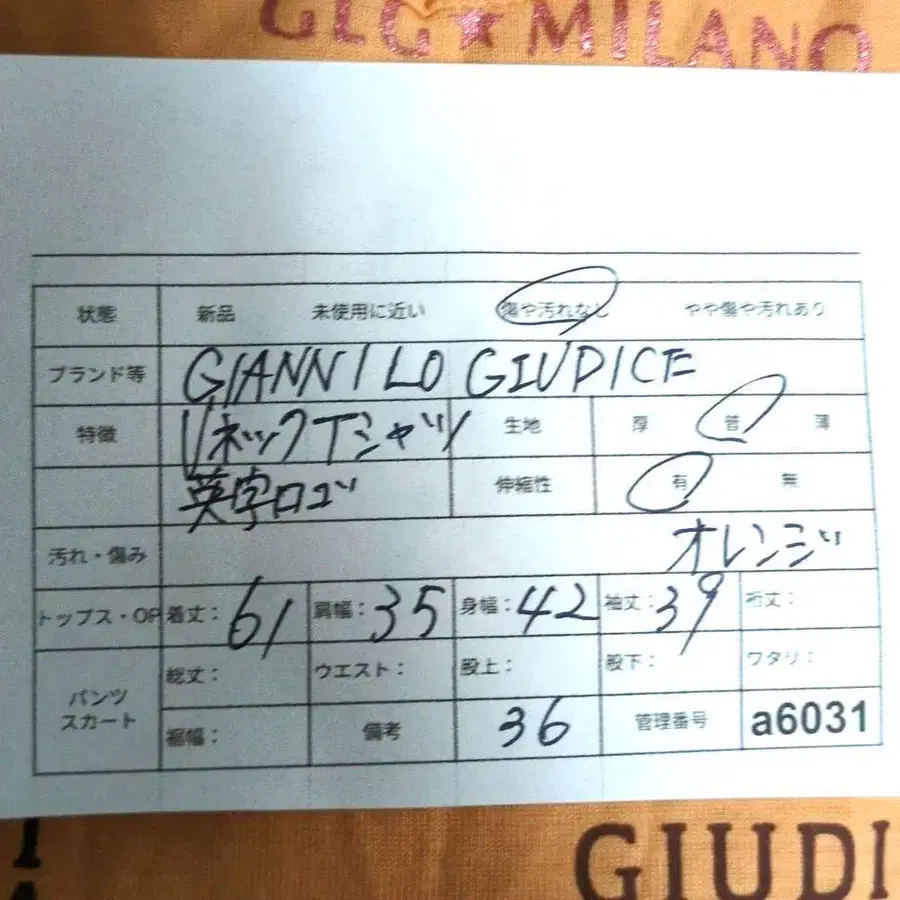 GLG★MILANO
状態 新品 未使用に近い 傷や汚れなし やや傷や汚れあり
ブランド等 GIANNI LO GIUDICE
特徴 UネックTシャツ 生地 厚 普 薄
英字ロゴ 伸縮性 有 無
汚れ・傷み オレンジ
トップス・OP 着丈: 61 肩幅: 35 身幅: 42 袖丈: 39 裄丈:
パンツ スカート 総丈: ウエスト: 股上: 股下: ワタリ:
裾幅: 備考 36 管理番号 a6031
GIUDI